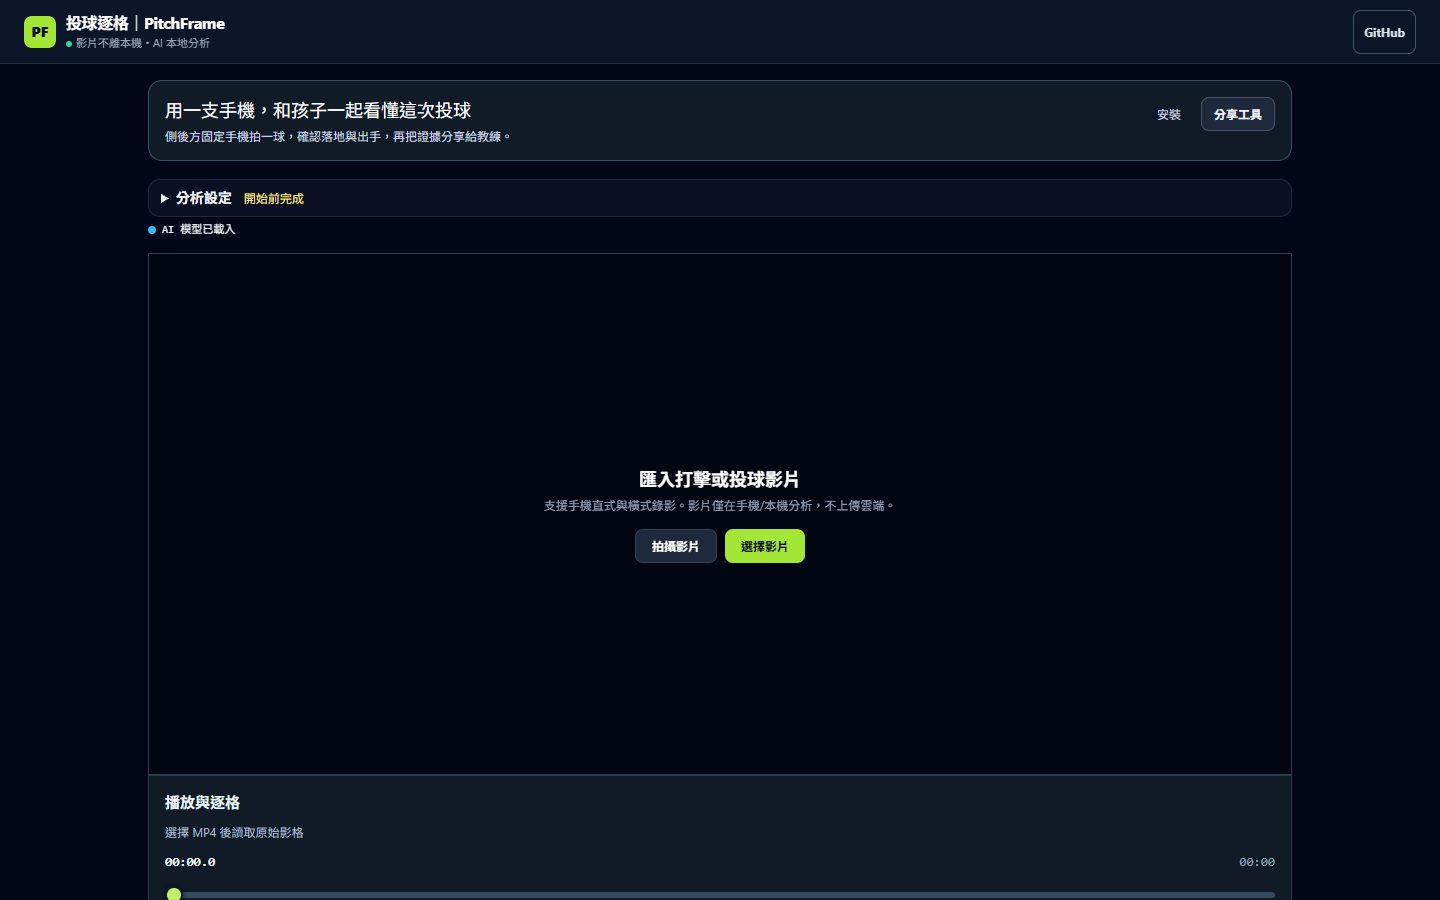 PF
投球逐格｜PitchFrame
影片不離本機・AI 本地分析
GitHub
用一支手機，和孩子一起看懂這次投球
側後方固定手機拍一球，確認落地與出手，再把證據分享給教練。
安裝
分享工具
分析設定 開始前完成
AI 模型已載入
匯入打擊或投球影片
支援手機直式與橫式錄影。影片僅在手機/本機分析，不上傳雲端。
拍攝影片
選擇影片
播放與逐格
選擇 MP4 後讀取原始影格
00:00.0
00:00